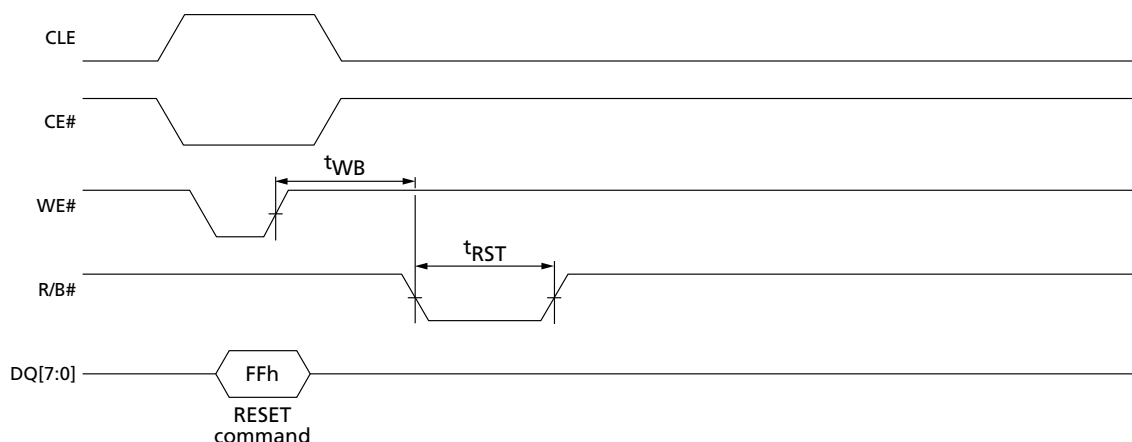 CLE
CE#
tWB
WE#
tRST
R/B#
DQ[7:0]
FFh
RESET
command